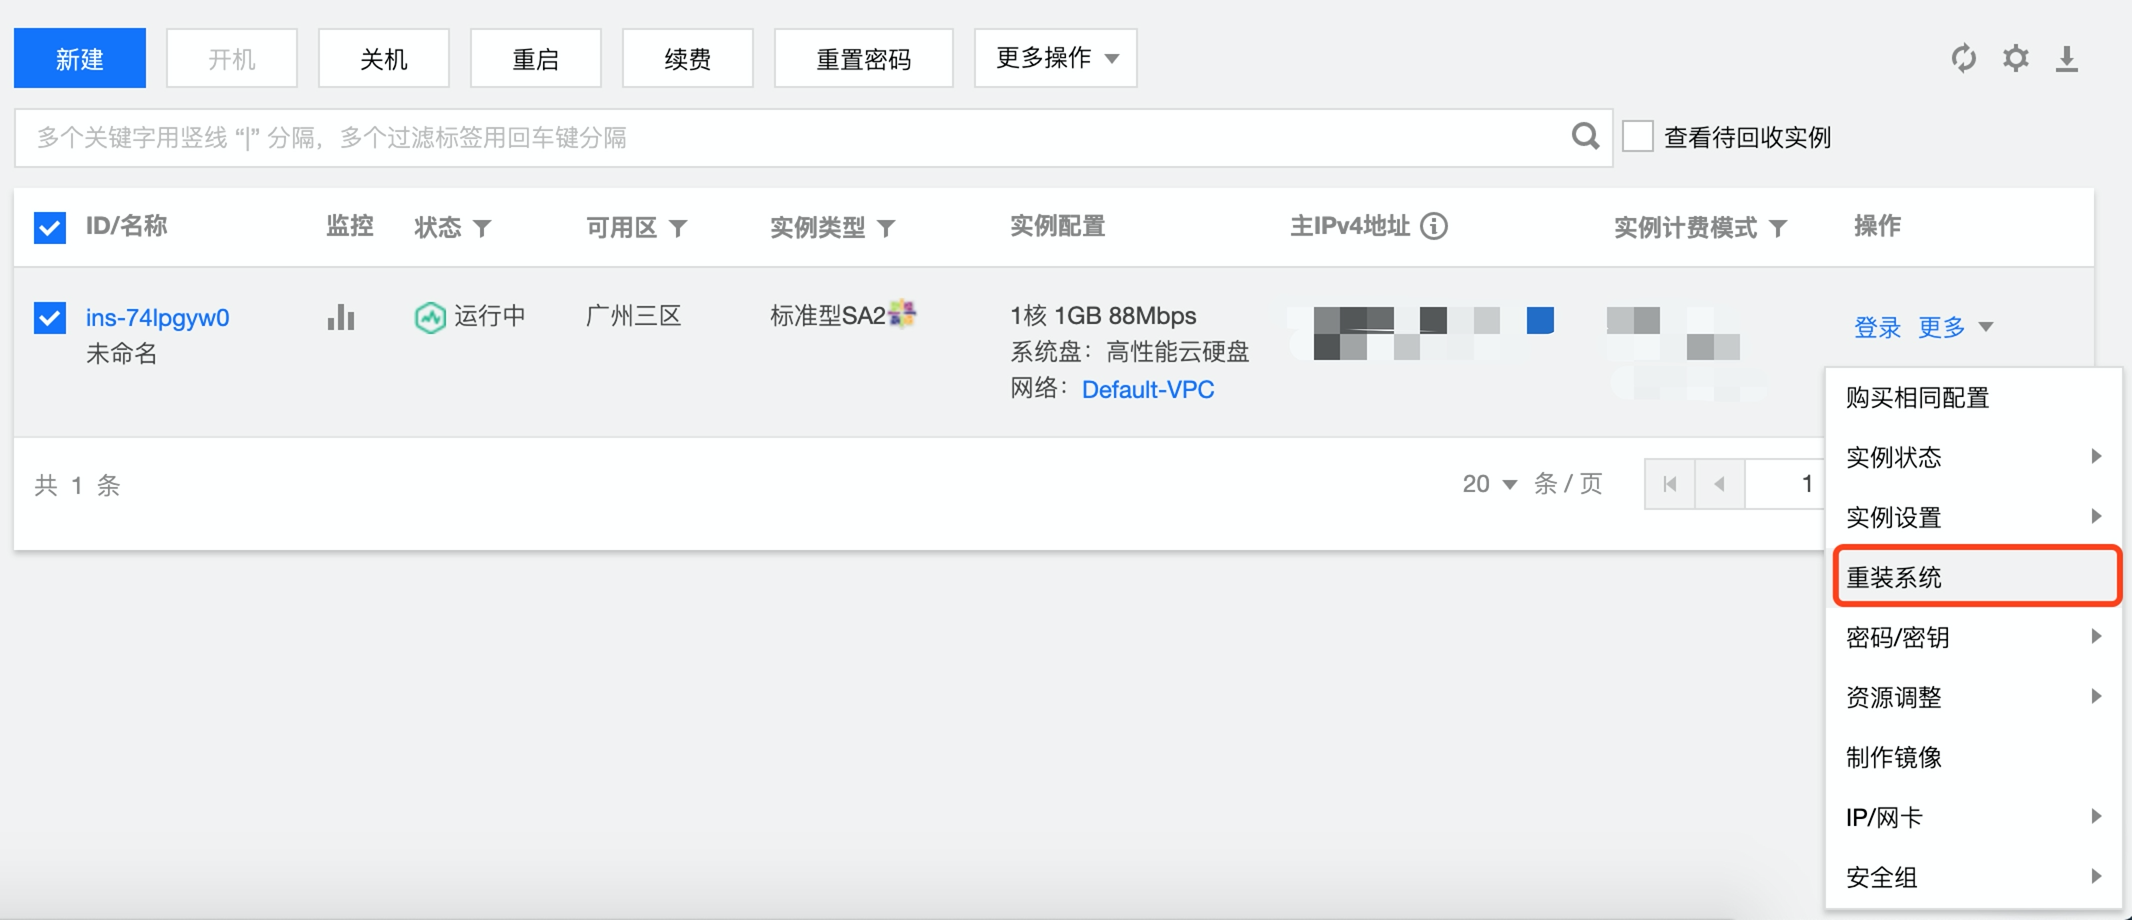 新建 开机 关机 重启 续费 重置密码 更多操作
多个关键字用竖线 “|” 分隔，多个过滤标签用回车键分隔 查看待回收实例
ID/名称 监控 状态 可用区 实例类型 实例配置 主IPv4地址 实例计费模式 操作
ins-74lpgyw0 运行中 广州三区 标准型SA2 1核 1GB 88Mbps 登录 更多
未命名 系统盘：高性能云硬盘
网络：Default-VPC
共 1 条 20 条 / 页 1
购买相同配置
实例状态
实例设置
重装系统
密码/密钥
资源调整
制作镜像
IP/网卡
安全组